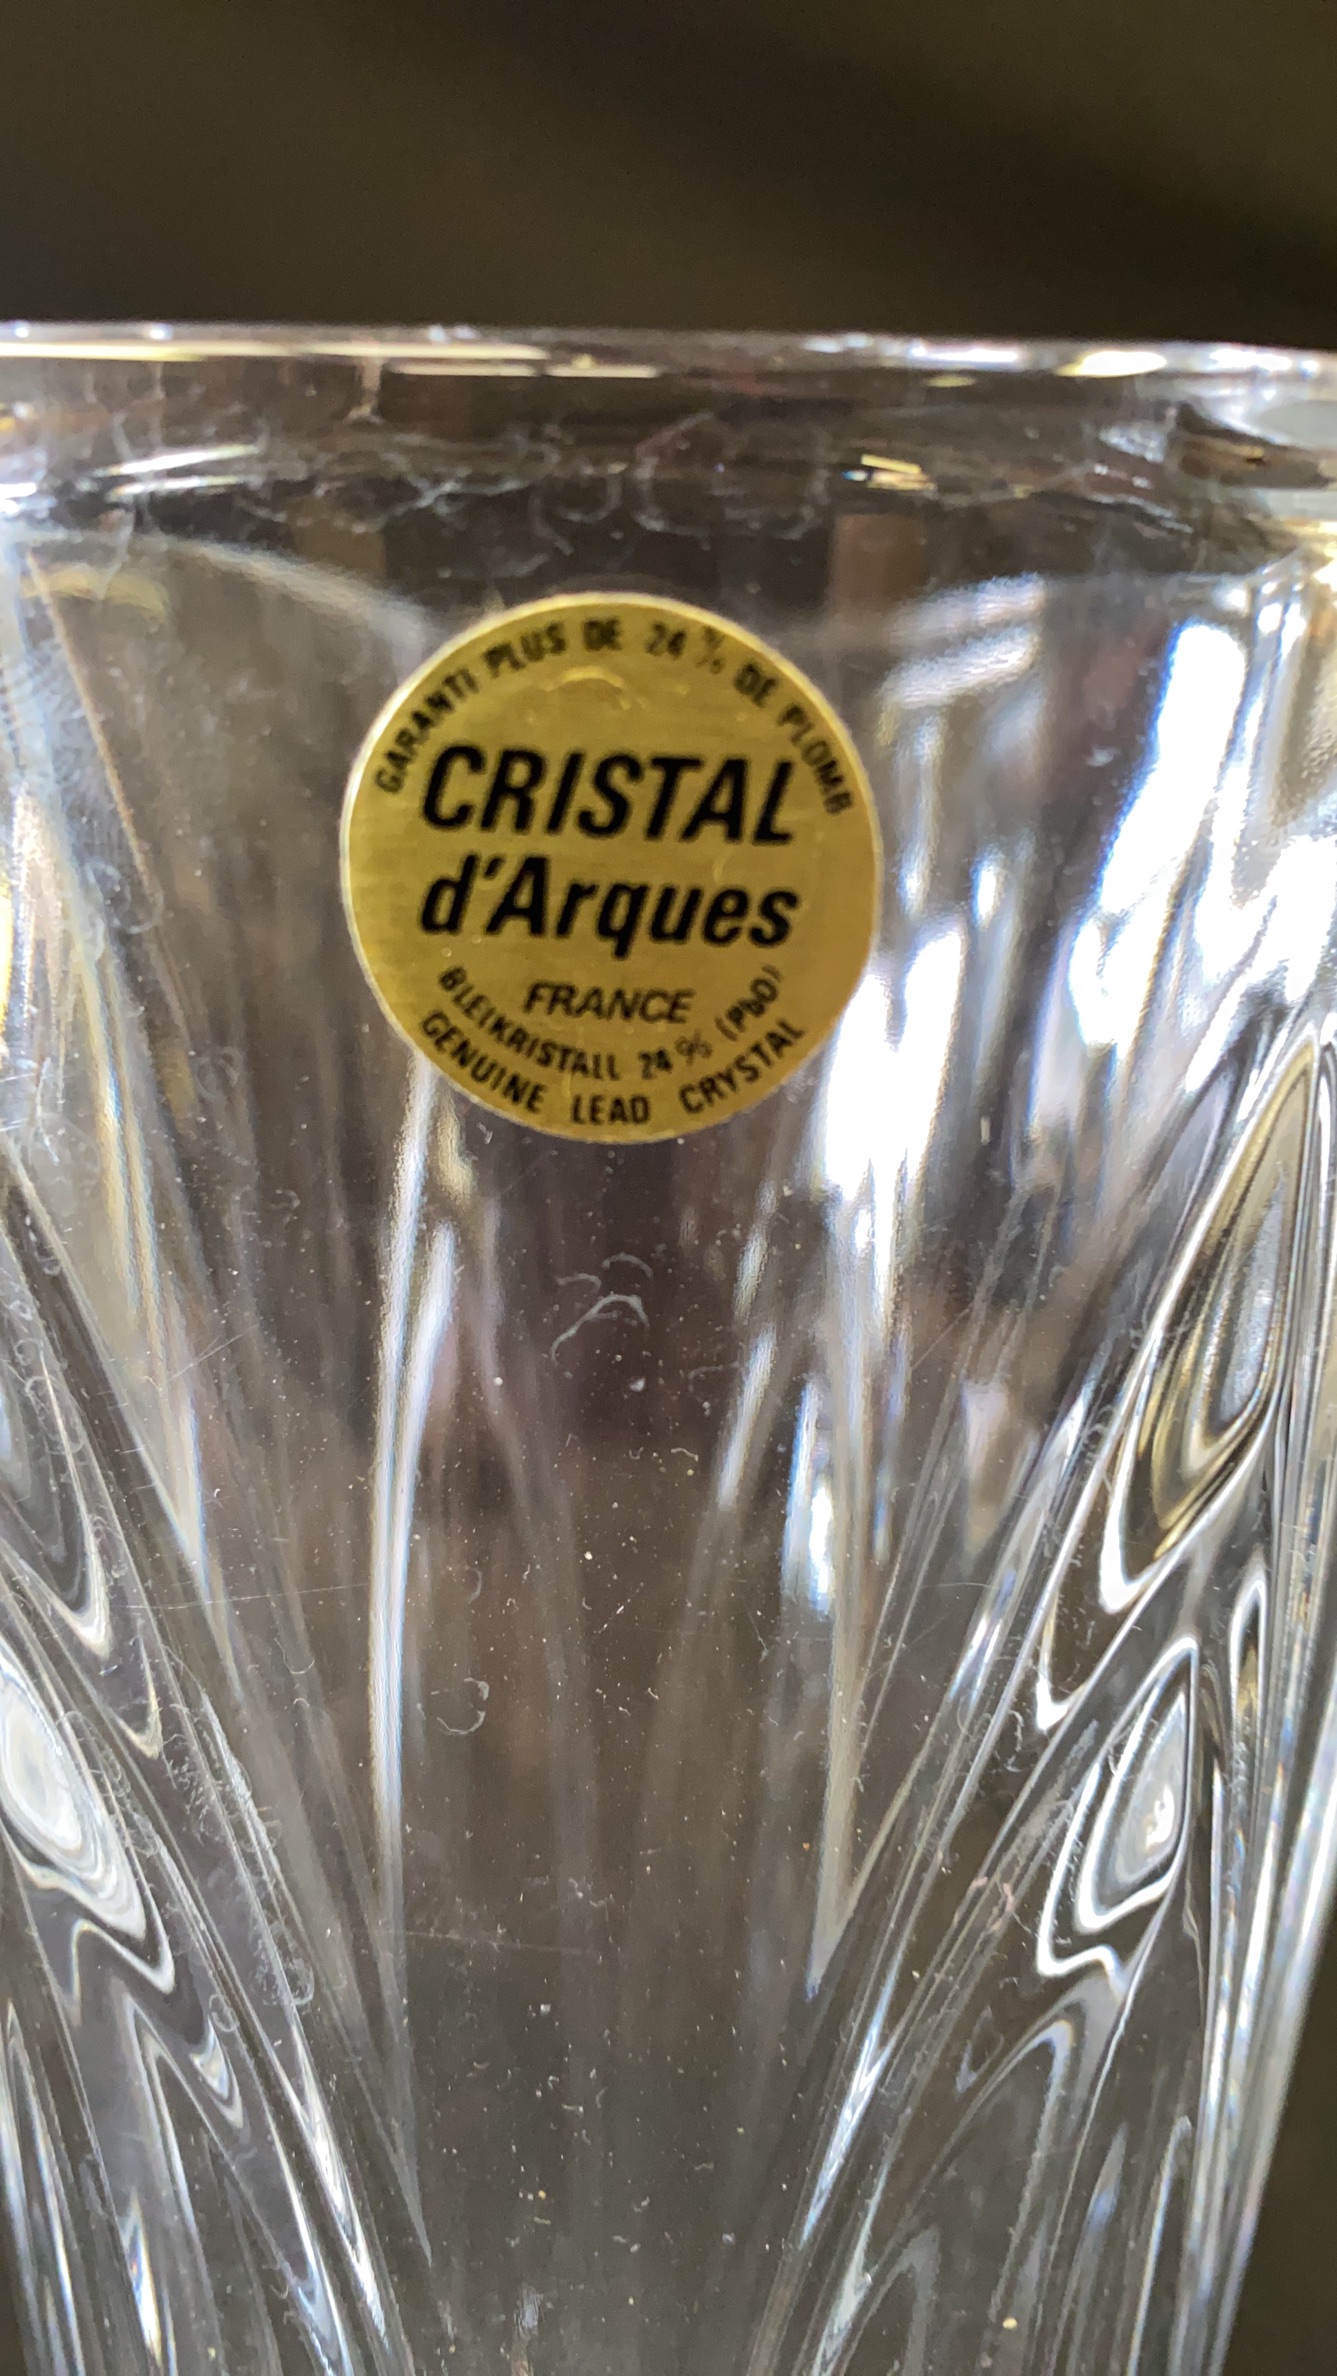 GARANTI PLUS DE 24 % DE PLOMB
CRISTAL
d'Arques
FRANCE
BLEIKRISTALL 24 % (PbO)
GENUINE LEAD CRYSTAL